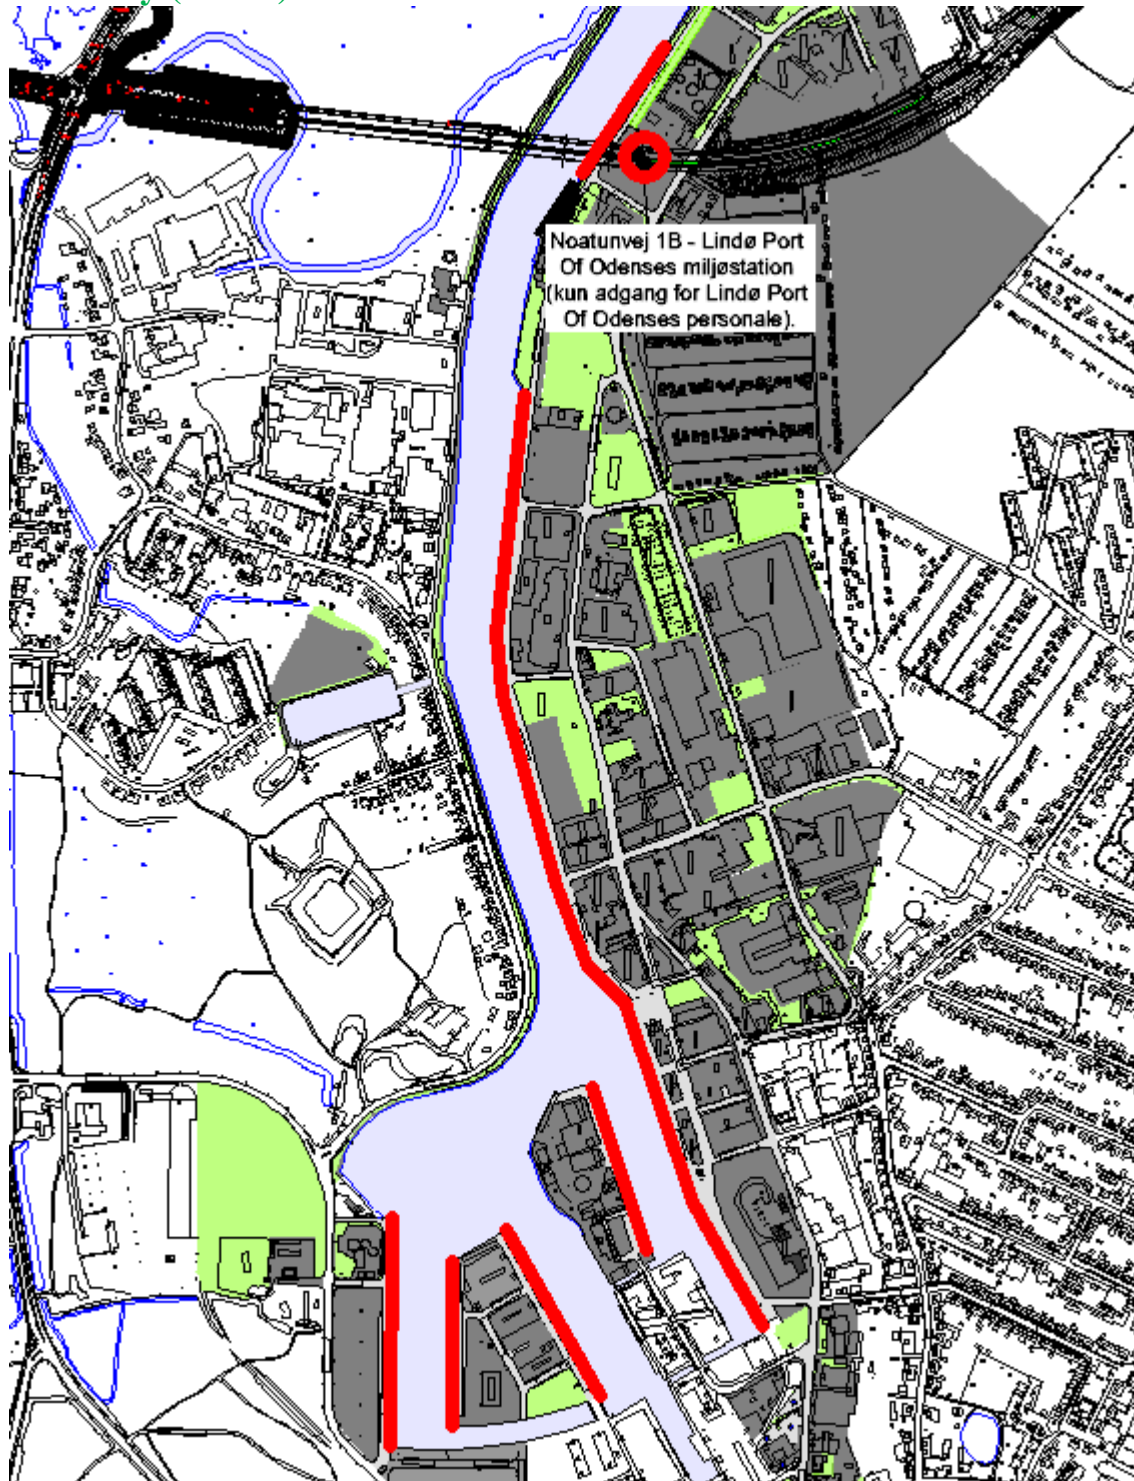 Noatunvej 1B - Lindø Port
Of Odenses miljøstation
(kun adgang for Lindø Port
Of Odenses personale).